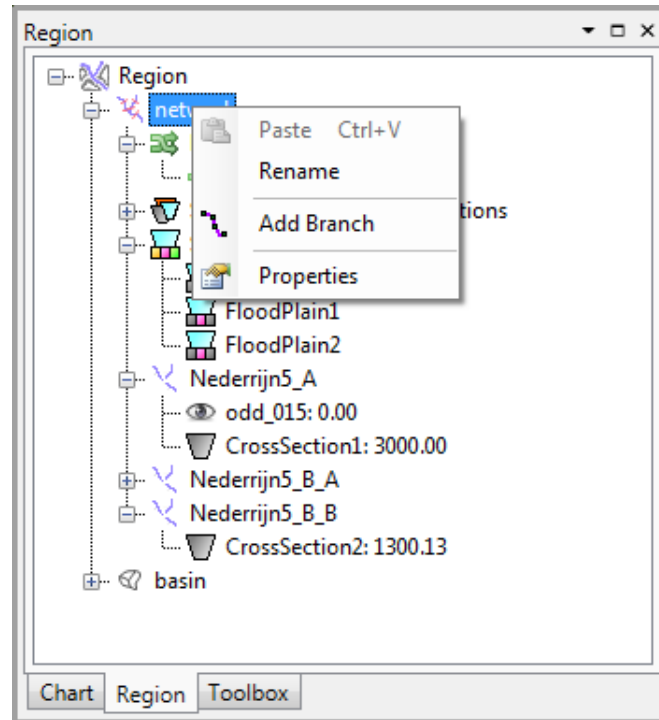 Region
Region
Paste Ctrl+V
Rename
tions
Add Branch
Properties
FloodPlain1
FloodPlain2
Nederrijn5_A
odd_015: 0.00
CrossSection1: 3000.00
Nederrijn5_B_A
Nederrijn5_B_B
CrossSection2: 1300.13
basin
Chart Region Toolbox